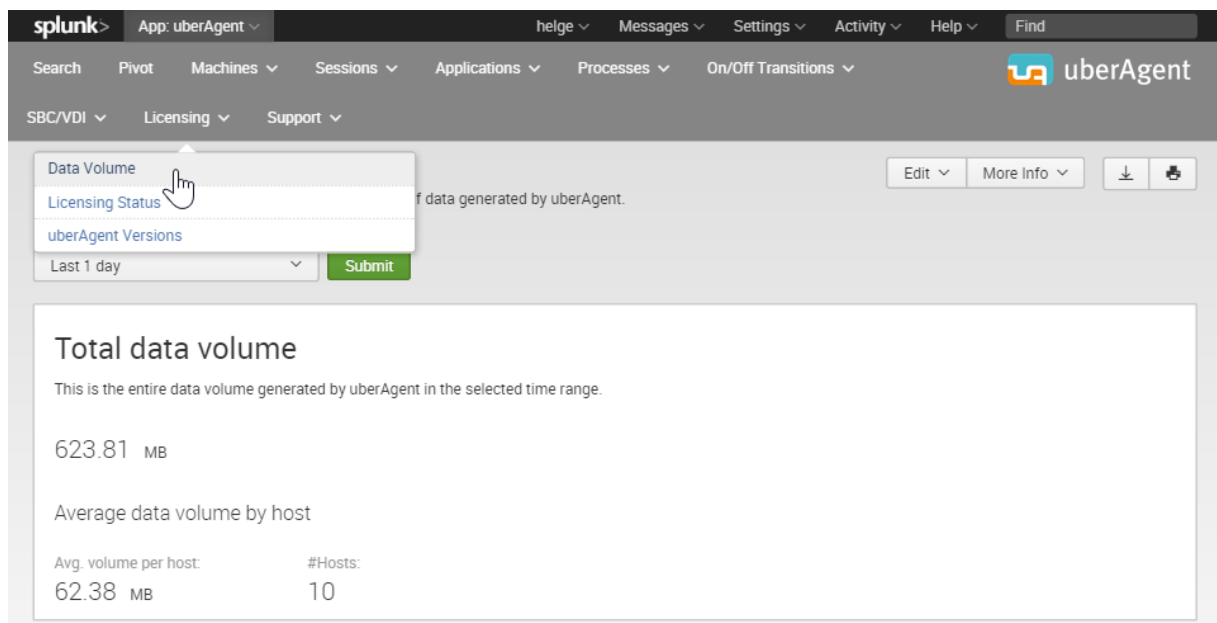 splunk> App: uberAgent helge Messages Settings Activity Help Find
Search Pivot Machines Sessions Applications Processes On/Off Transitions uberAgent
SBC/VDI Licensing Support
Data Volume Edit More Info
Licensing Status f data generated by uberAgent.
uberAgent Versions
Last 1 day Submit
Total data volume
This is the entire data volume generated by uberAgent in the selected time range.
623.81 MB
Average data volume by host
Avg. volume per host: #Hosts:
62.38 MB 10